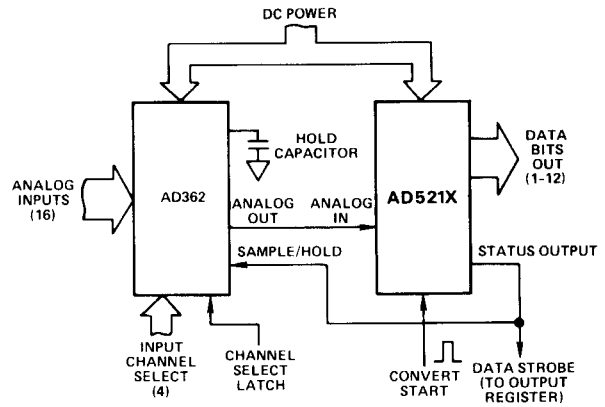 DC POWER
HOLD
CAPACITOR
DATA
BITS
OUT
(1-12)
ANALOG
INPUTS
(16)
AD362
AD521X
ANALOG
OUT
ANALOG
IN
SAMPLE/HOLD
STATUS OUTPUT
INPUT
CHANNEL
SELECT
(4)
CHANNEL
SELECT
LATCH
CONVERT
START
DATA STROBE
(TO OUTPUT
REGISTER)